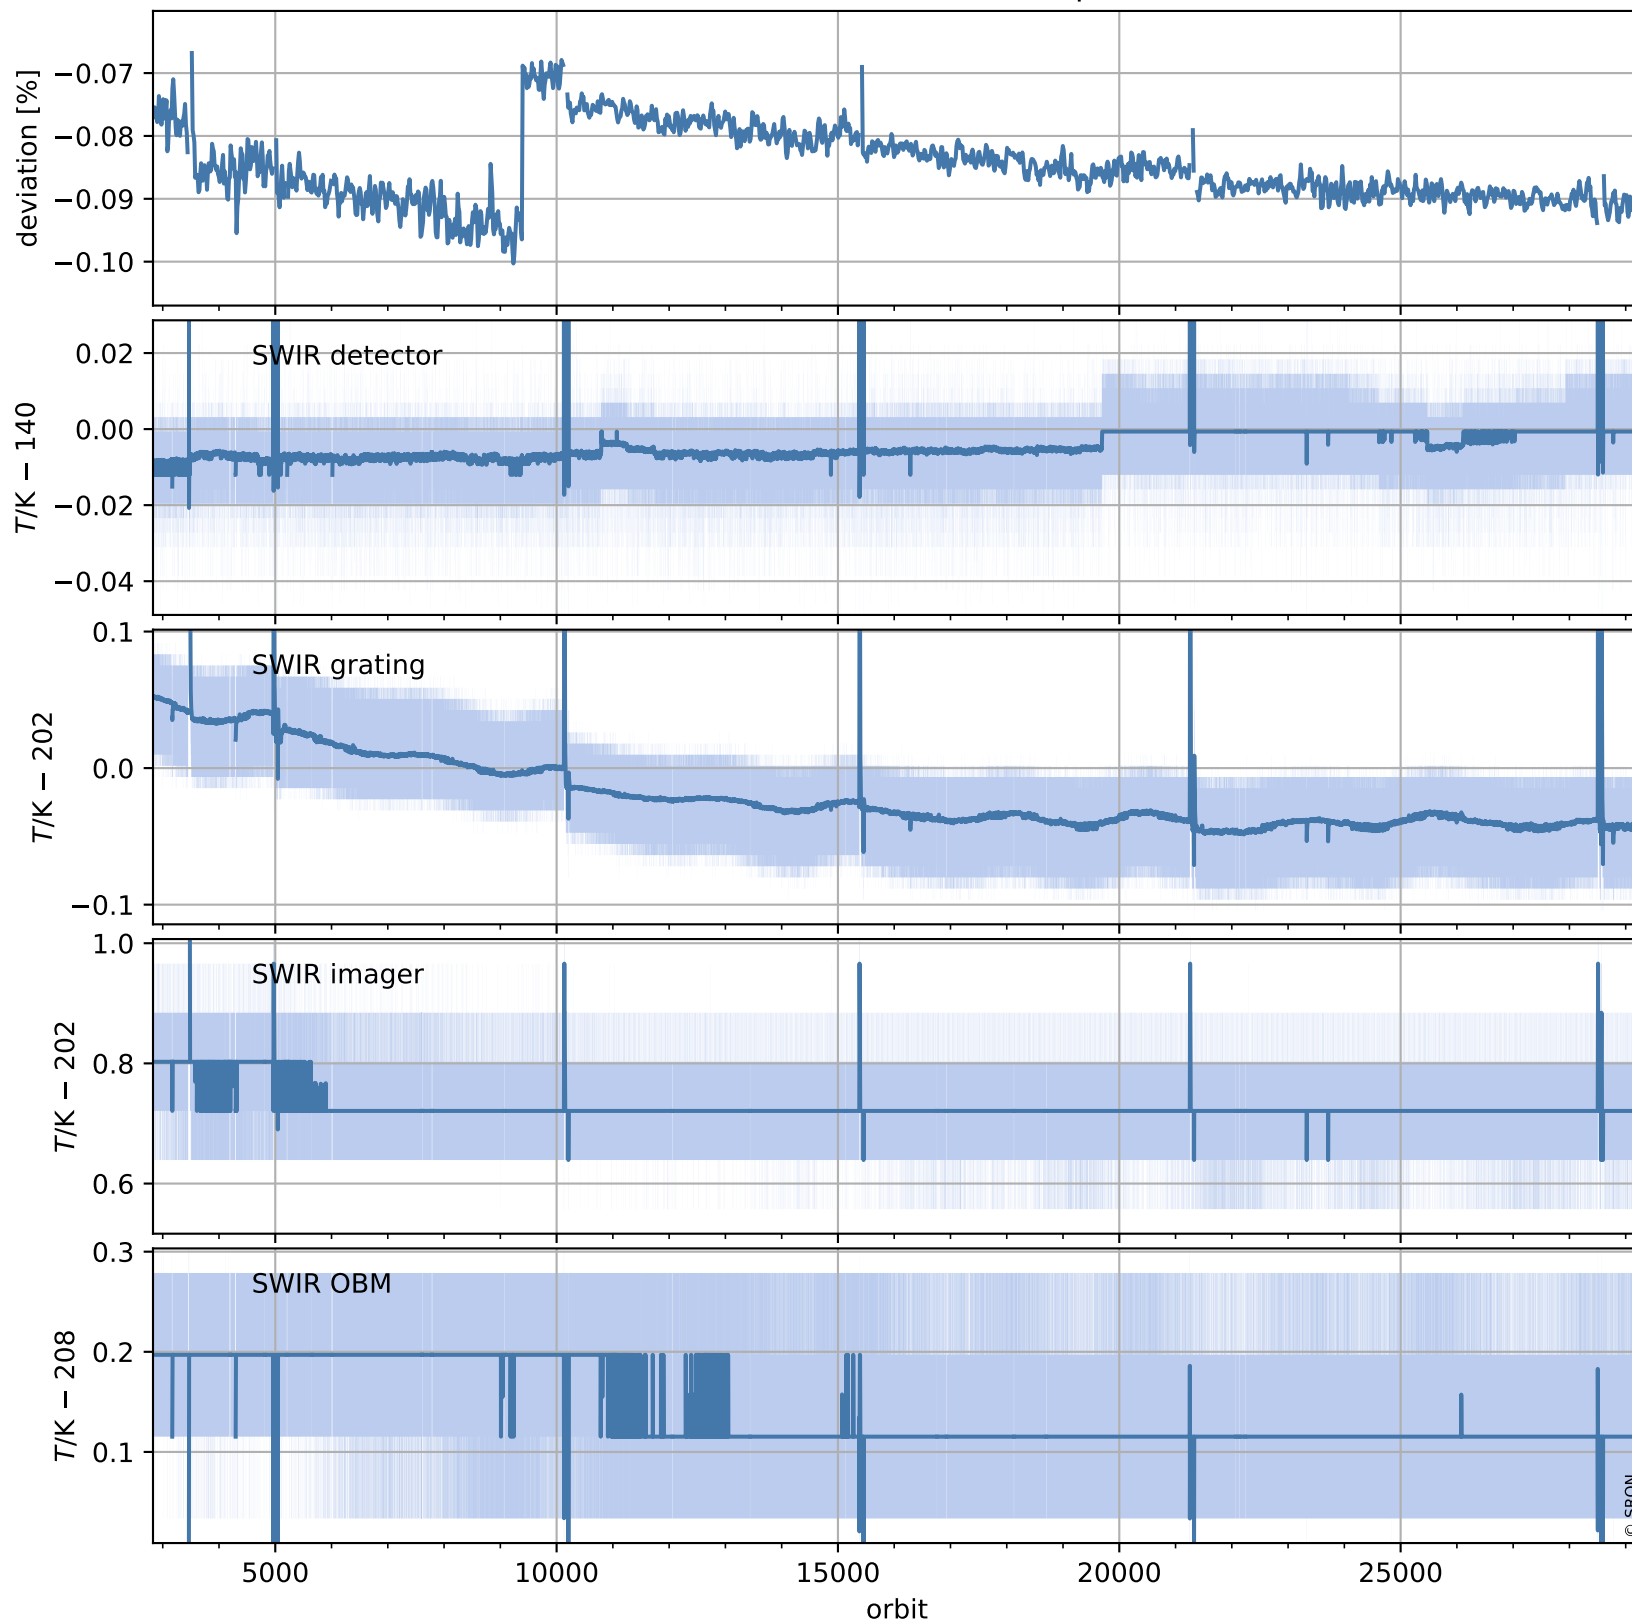 deviation [%]
−0.07
−0.08
−0.09
−0.10
T/K − 140
SWIR detector
0.02
0.00
−0.02
−0.04
T/K − 202
SWIR grating
0.1
0.0
−0.1
T/K − 202
SWIR imager
1.0
0.8
0.6
T/K − 208
SWIR OBM
0.3
0.2
0.1
© SRON
5000 10000 15000 20000 25000
orbit